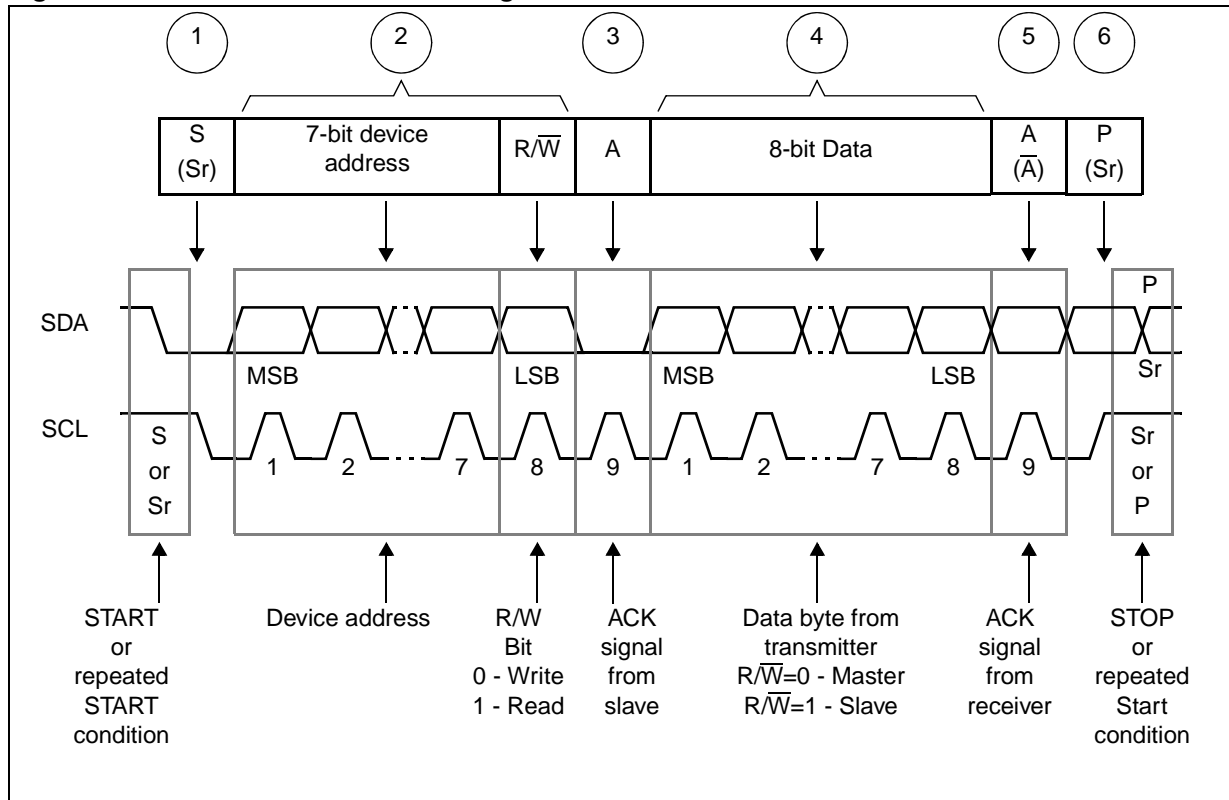 1 2 3 4 5 6
S 7-bit device R/W̅ A 8-bit Data A P
(Sr) address (A̅) (Sr)
P
SDA
MSB LSB MSB LSB Sr
SCL S Sr
1 2 7 8 9 1 2 7 8 9
or or
Sr P
START Device address R/W ACK Data byte from ACK STOP
or Bit signal transmitter signal or
repeated 0 - Write from R/W̅=0 - Master from repeated
START 1 - Read slave R/W̅=1 - Slave receiver Start
condition condition